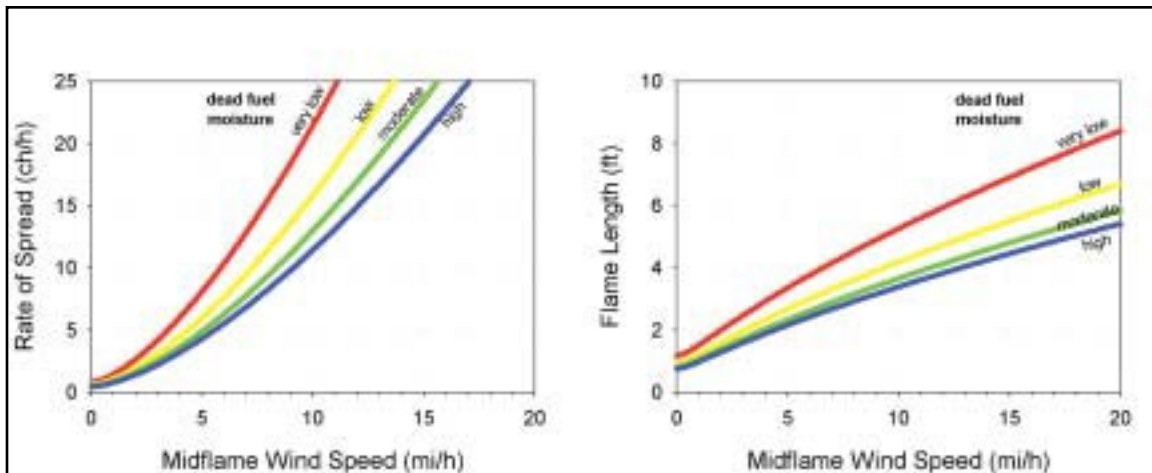 25
20
15
10
5
0
Rate of Spread (ch/h)
dead fuel
moisture
very low
low
moderate
high
0 5 10 15 20
Midflame Wind Speed (mi/h)
10
8
6
4
2
0
Flame Length (ft)
dead fuel
moisture
very low
low
moderate
high
0 5 10 15 20
Midflame Wind Speed (mi/h)